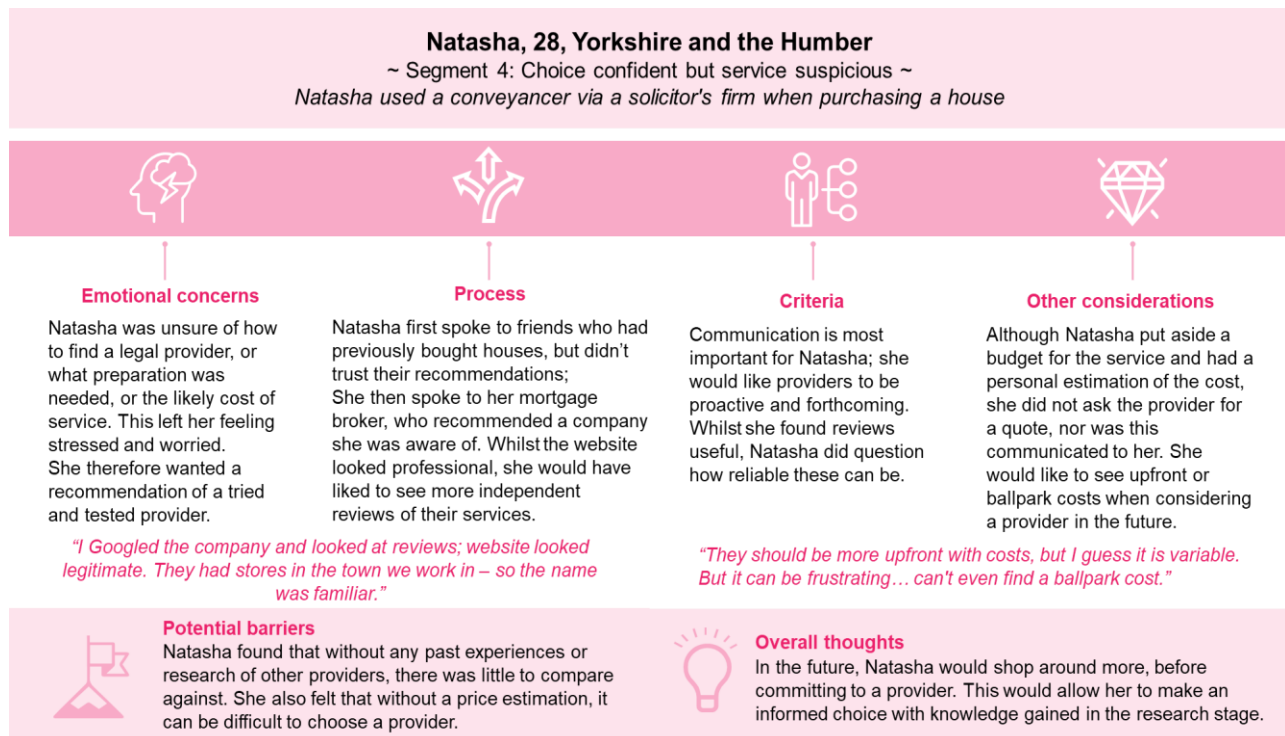 Natasha, 28, Yorkshire and the Humber
~ Segment 4: Choice confident but service suspicious ~
Natasha used a conveyancer via a solicitor's firm when purchasing a house
Emotional concerns
Natasha was unsure of how
to find a legal provider, or
what preparation was
needed, or the likely cost of
service. This left her feeling
stressed and worried.
She therefore wanted a
recommendation of a tried
and tested provider.
Process
Natasha first spoke to friends who had
previously bought houses, but didn’t
trust their recommendations;
She then spoke to her mortgage
broker, who recommended a company
she was aware of. Whilst the website
looked professional, she would have
liked to see more independent
reviews of their services.
“I Googled the company and looked at reviews; website looked
legitimate. They had stores in the town we work in – so the name
was familiar.”
Criteria
Communication is most
important for Natasha; she
would like providers to be
proactive and forthcoming.
Whilst she found reviews
useful, Natasha did question
how reliable these can be.
Other considerations
Although Natasha put aside a
budget for the service and had a
personal estimation of the cost,
she did not ask the provider for
a quote, nor was this
communicated to her. She
would like to see upfront or
ballpark costs when considering
a provider in the future.
“They should be more upfront with costs, but I guess it is variable.
But it can be frustrating… can't even find a ballpark cost.”
Potential barriers
Natasha found that without any past experiences or
research of other providers, there was little to compare
against. She also felt that without a price estimation, it
can be difficult to choose a provider.
Overall thoughts
In the future, Natasha would shop around more, before
committing to a provider. This would allow her to make an
informed choice with knowledge gained in the research stage.